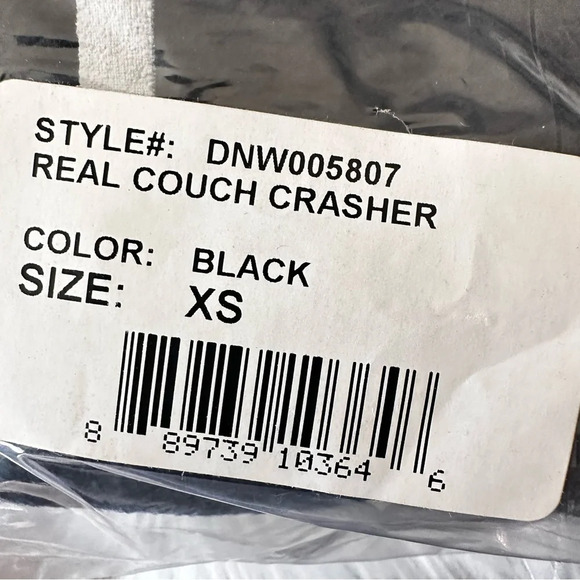 STYLE#: DNW005807
REAL COUCH CRASHER
COLOR: BLACK
SIZE: XS
8 89739 10364 6